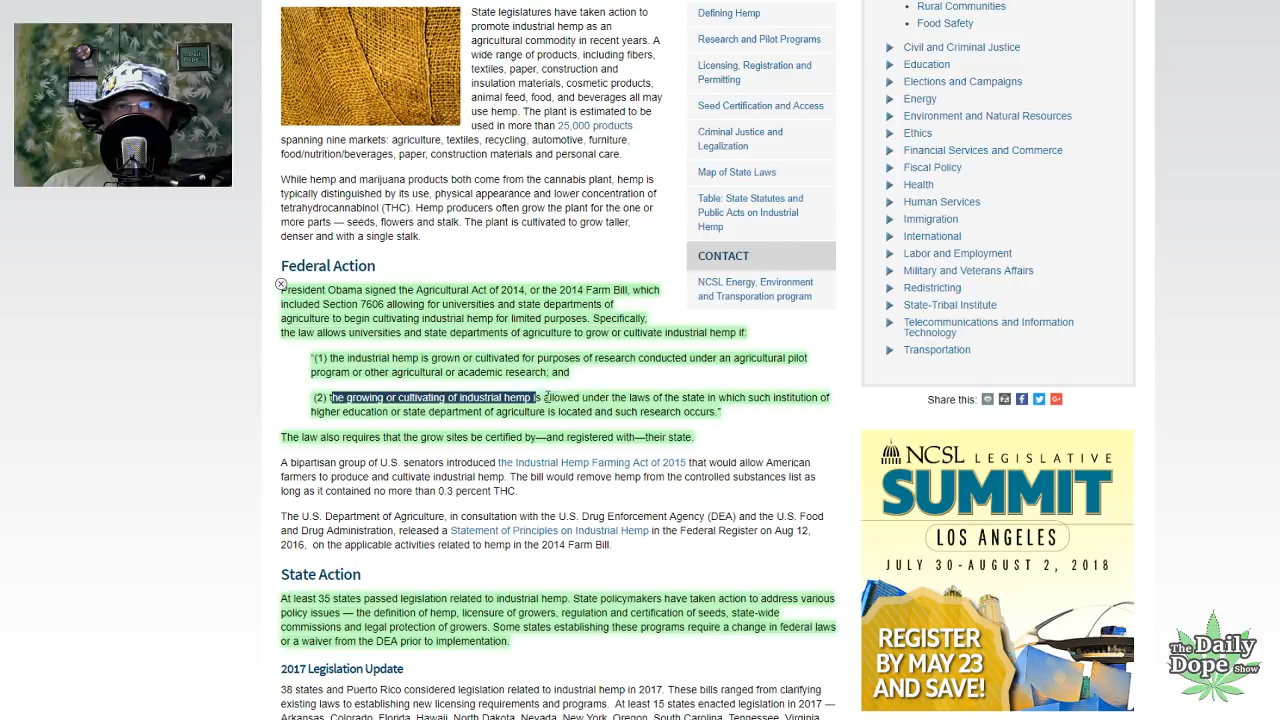 Daily
Dope
State legislatures have taken action to
promote industrial hemp as an
agricultural commodity in recent years. A
wide range of products, including fibers,
textiles, paper, construction and
insulation materials, cosmetic products,
animal feed, food, and beverages all may
use hemp. The plant is estimated to be
used in more than 25,000 products
spanning nine markets: agriculture, textiles, recycling, automotive, furniture,
food/nutrition/beverages, paper, construction materials and personal care.
While hemp and marijuana products both come from the cannabis plant, hemp is
typically distinguished by its use, physical appearance and lower concentration of
tetrahydrocannabinol (THC). Hemp producers often grow the plant for the one or
more parts — seeds, flowers and stalk. The plant is cultivated to grow taller,
denser and with a single stalk.
Federal Action
President Obama signed the Agricultural Act of 2014, or the 2014 Farm Bill, which
included Section 7606 allowing for universities and state departments of
agriculture to begin cultivating industrial hemp for limited purposes. Specifically,
the law allows universities and state departments of agriculture to grow or cultivate industrial hemp if:
“(1) the industrial hemp is grown or cultivated for purposes of research conducted under an agricultural pilot
program or other agricultural or academic research; and
(2) the growing or cultivating of industrial hemp is allowed under the laws of the state in which such institution of
higher education or state department of agriculture is located and such research occurs.”
The law also requires that the grow sites be certified by—and registered with—their state.
A bipartisan group of U.S. senators introduced the Industrial Hemp Farming Act of 2015 that would allow American
farmers to produce and cultivate industrial hemp. The bill would remove hemp from the controlled substances list as
long as it contained no more than 0.3 percent THC.
The U.S. Department of Agriculture, in consultation with the U.S. Drug Enforcement Agency (DEA) and the U.S. Food
and Drug Administration, released a Statement of Principles on Industrial Hemp in the Federal Register on Aug 12,
2016, on the applicable activities related to hemp in the 2014 Farm Bill.
State Action
At least 35 states passed legislation related to industrial hemp. State policymakers have taken action to address various
policy issues — the definition of hemp, licensure of growers, regulation and certification of seeds, state-wide
commissions and legal protection of growers. Some states establishing these programs require a change in federal laws
or a waiver from the DEA prior to implementation.
2017 Legislation Update
38 states and Puerto Rico considered legislation related to industrial hemp in 2017. These bills ranged from clarifying
existing laws to establishing new licensing requirements and programs. At least 15 states enacted legislation in 2017 —
Arkansas, Colorado, Florida, Hawaii, North Dakota, Nevada, New York, Oregon, South Carolina, Tennessee, Virginia,
Defining Hemp
Research and Pilot Programs
Licensing, Registration and
Permitting
Seed Certification and Access
Criminal Justice and
Legalization
Map of State Laws
Table: State Statutes and
Public Acts on Industrial
Hemp
CONTACT
NCSL Energy, Environment
and Transporation program
Rural Communities
Food Safety
Civil and Criminal Justice
Education
Elections and Campaigns
Energy
Environment and Natural Resources
Ethics
Financial Services and Commerce
Fiscal Policy
Health
Human Services
Immigration
International
Labor and Employment
Military and Veterans Affairs
Redistricting
State-Tribal Institute
Telecommunications and Information
Technology
Transportation
Share this:
NCSL LEGISLATIVE
SUMMIT
LOS ANGELES
JULY 30-AUGUST 2, 2018
REGISTER
BY MAY 23
AND SAVE!
The Daily
Dope Show